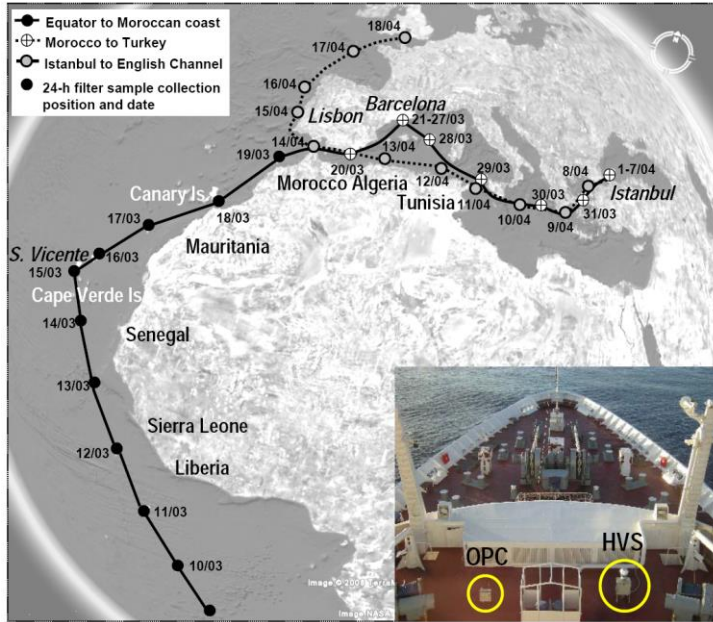 Equator to Moroccan coast
Morocco to Turkey
Istanbul to English Channel
24-h filter sample collection
position and date
18/04
17/04
16/04
15/04
Lisbon
Barcelona
21-27/03
14/04
28/03
19/03
13/04
20/03
12/04
29/03
8/04
1-7/04
Morocco Algeria
11/04
Istanbul
Canary Is.
18/03
Tunisia
10/04
30/03
31/03
9/04
17/03
Mauritania
S. Vicente
16/03
15/03
Cape Verde Is.
14/03
Senegal
13/03
Sierra Leone
12/03
Liberia
11/03
OPC
HVS
10/03
Image © 2008
Image NASA